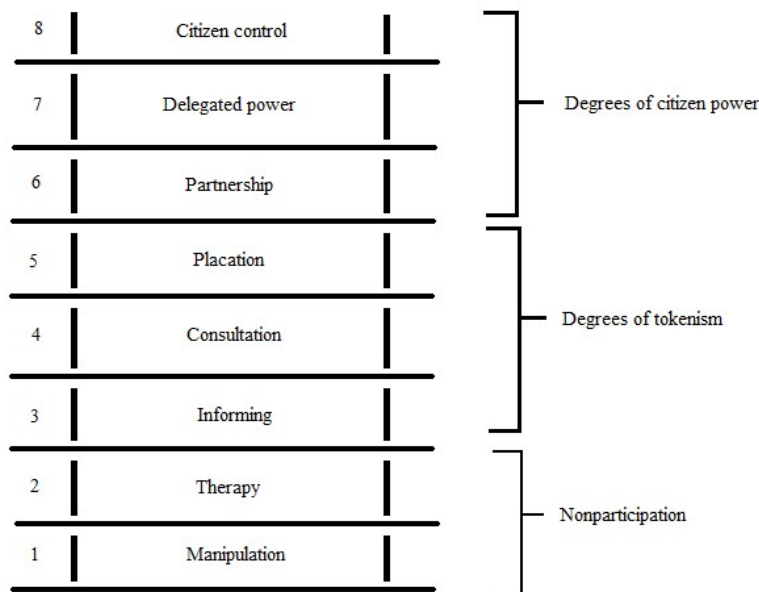 8 Citizen control
7 Delegated power
Degrees of citizen power
6 Partnership
5 Placation
Degrees of tokenism
4 Consultation
3 Informing
2 Therapy
Nonparticipation
1 Manipulation